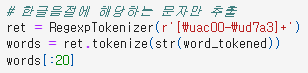 # 한글음절에 해당하는 문자만 추출
ret = RegexpTokenizer(r'[\uac00-\ud7a3]+')
words = ret.tokenize(str(word_tokened))
words[:20]